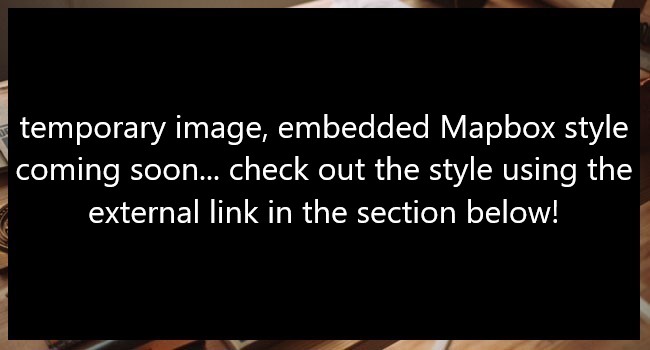 temporary image, embedded Mapbox style
coming soon... check out the style using the
external link in the section below!